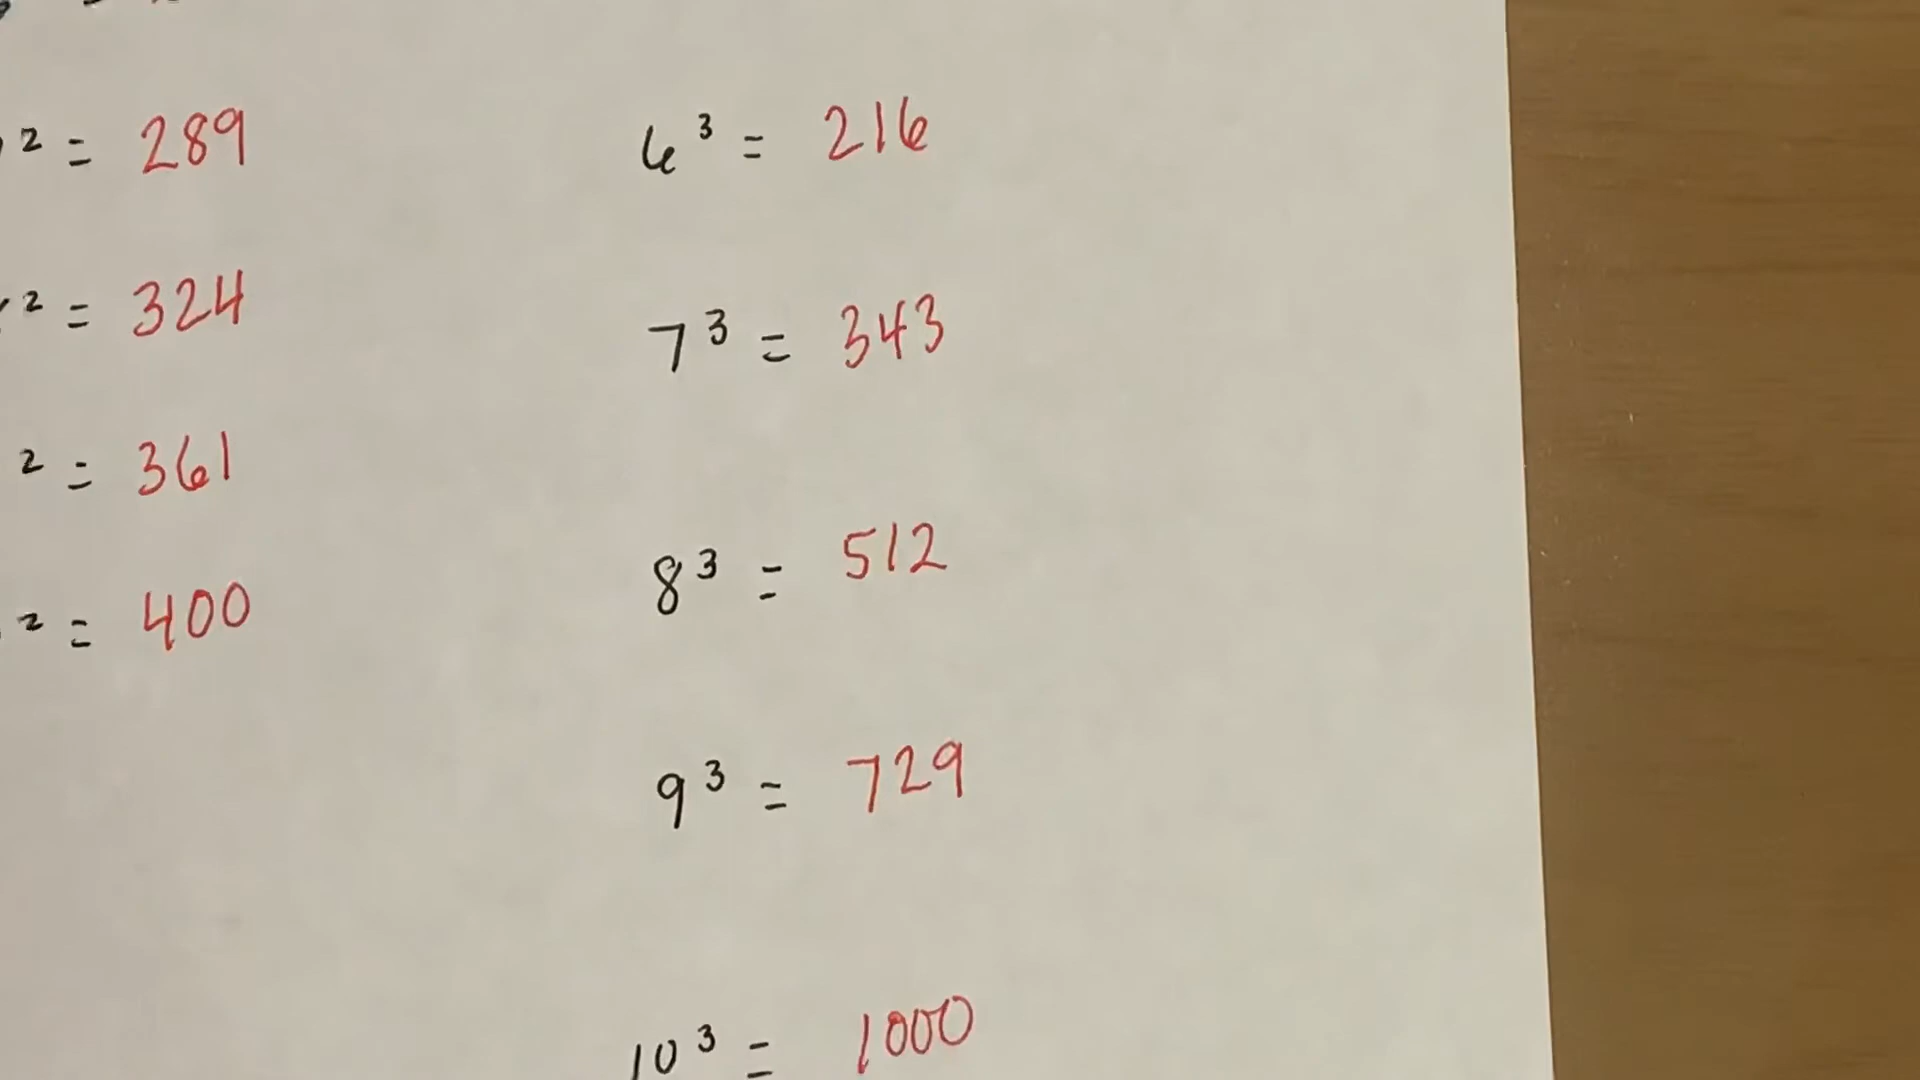 ² = 289
² = 324
² = 361
² = 400
6³ = 216
7³ = 343
8³ = 512
9³ = 729
10³ = 1000